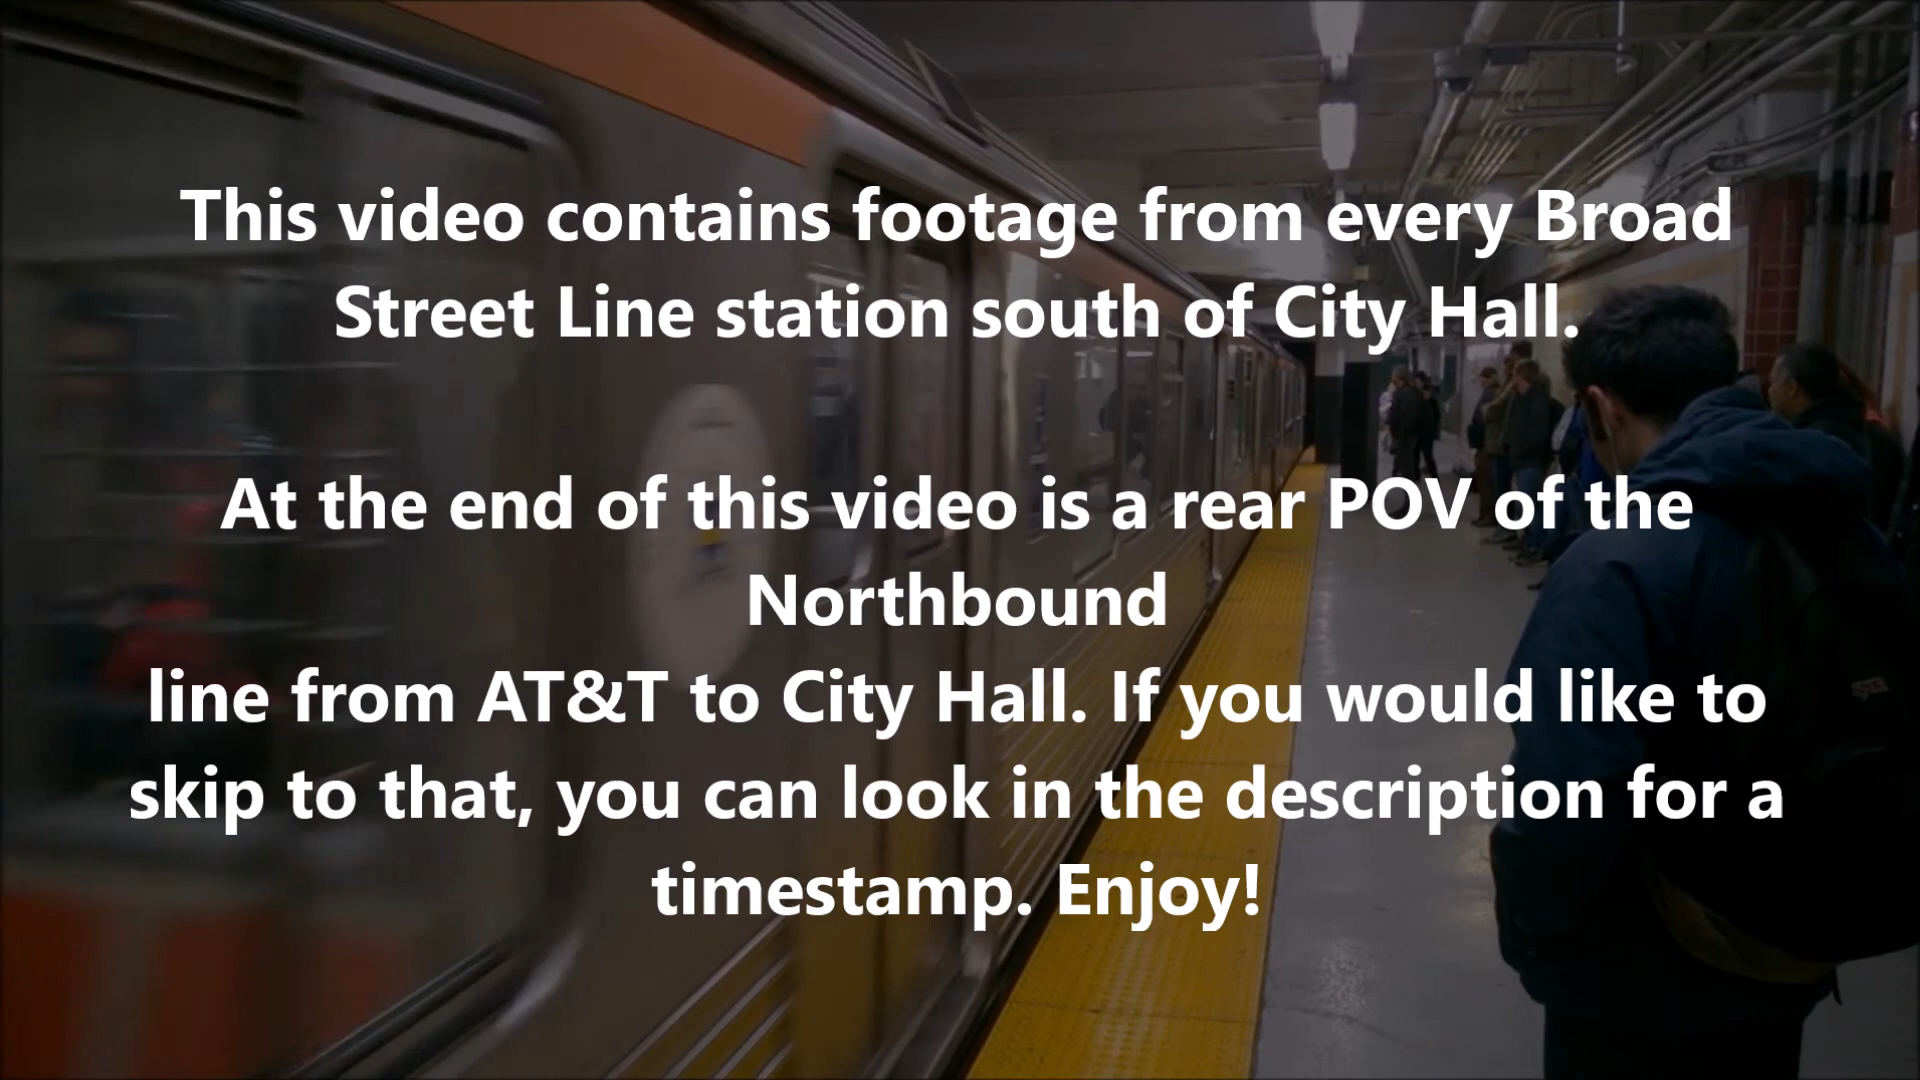 This video contains footage from every Broad
Street Line station south of City Hall.
At the end of this video is a rear POV of the
Northbound
line from AT&T to City Hall. If you would like to
skip to that, you can look in the description for a
timestamp. Enjoy!